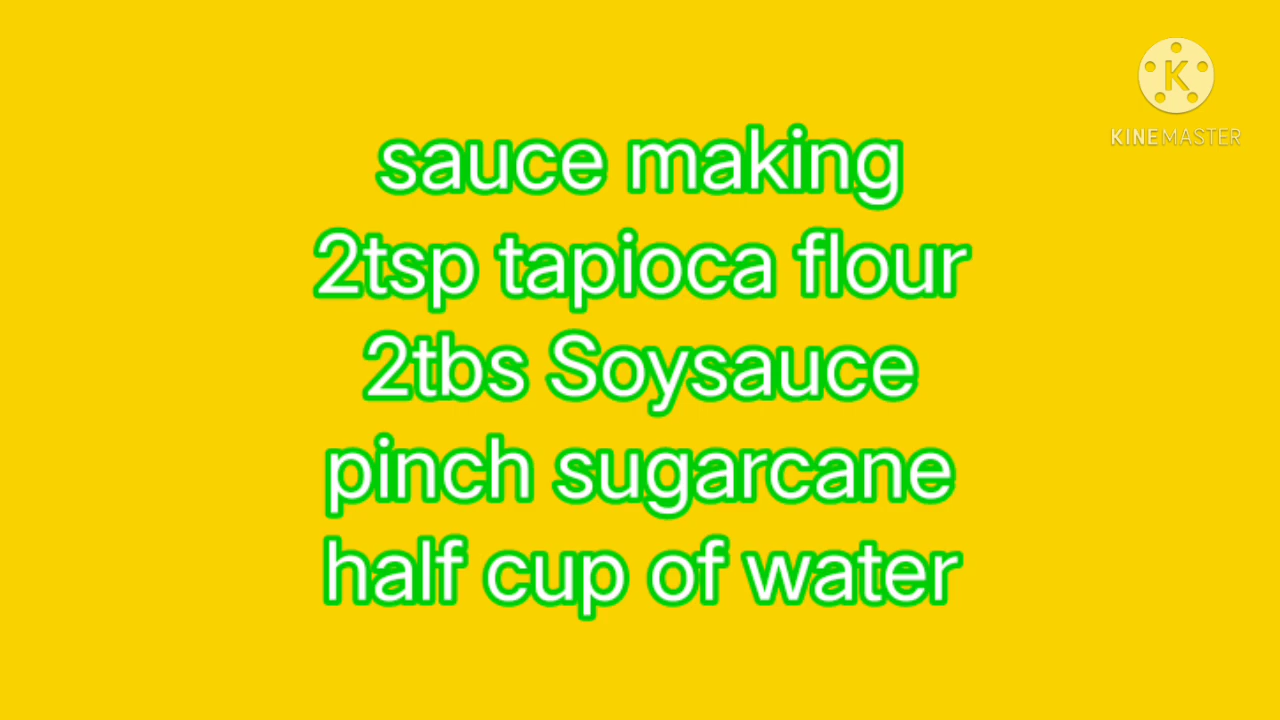 K
KINEMASTER
sauce making
2tsp tapioca flour
2tbs Soysauce
pinch sugarcane
half cup of water